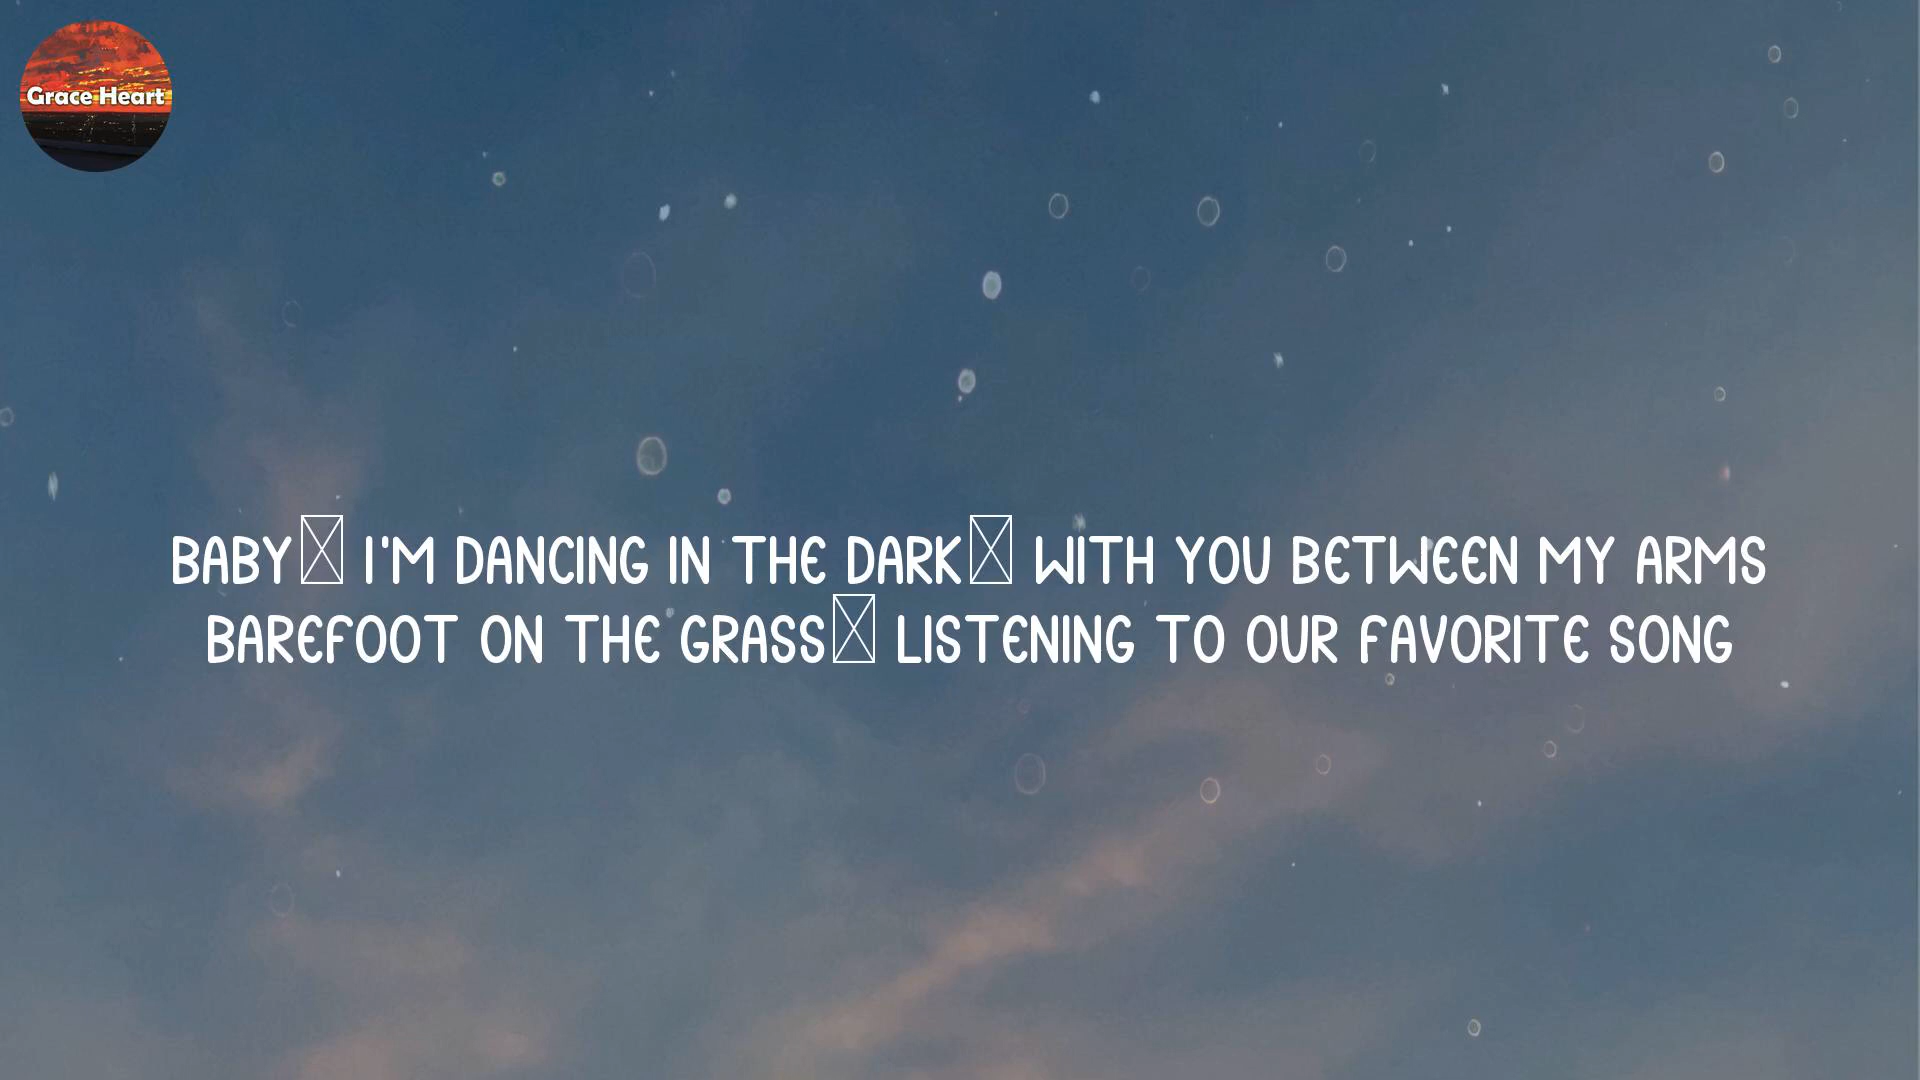 Grace Heart
BABY☒ I'M DANCING IN THE DARK☒ WITH YOU BETWEEN MY ARMS
BAREFOOT ON THE GRASS☒ LISTENING TO OUR FAVORITE SONG